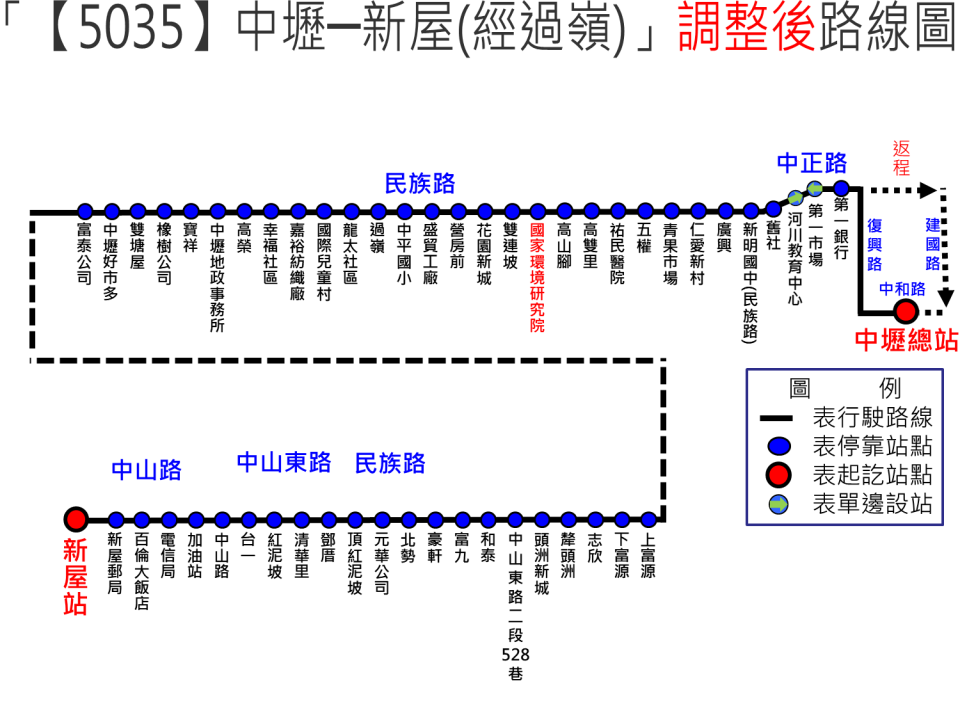 「【5035】中壢─新屋(經過嶺)」調整後路線圖
返程
中正路
民族路
復興路
建國路
中和路
中壢總站
富泰公司
中壢好市多
雙塘屋
橡樹公司
寶祥
中壢地政事務所
高榮
幸福社區
嘉裕紡織廠
國際兒童村
龍太社區
過嶺
中平國小
盛貿工廠
營房前
花園新城
雙連坡
國家環境研究院
高山腳
高雙里
祐民醫院
五權
青果市場
仁愛新村
廣興
新明國中(民族路)
舊社
河川教育中心
第一市場
第一銀行
圖 例
表行駛路線
表停靠站點
表起訖站點
表單邊設站
中山路
中山東路
民族路
新屋站
新屋郵局
百倫大飯店
電信局
加油站
中山路
台一
紅泥坡
清華里
鄧厝
頂紅泥坡
元華公司
北勢
豪軒
富九
和泰
中山東路二段528巷
頭洲新城
犛頭洲
志欣
下富源
上富源